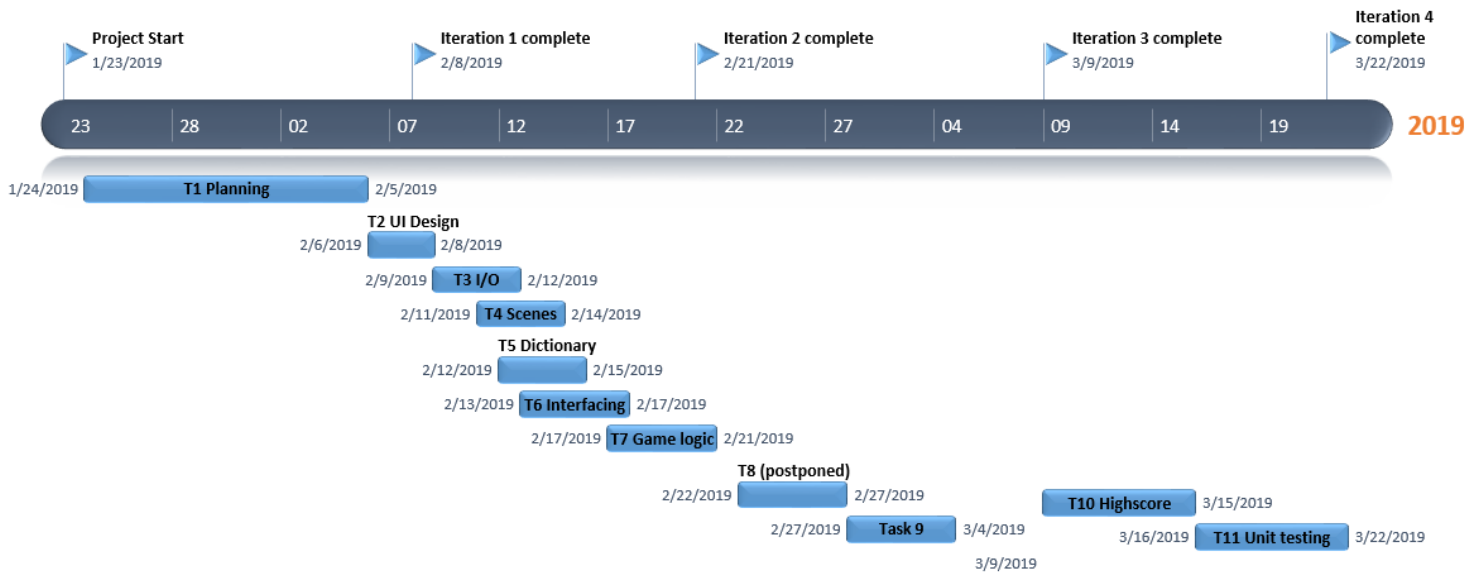 Project Start
1/23/2019
Iteration 1 complete
2/8/2019
Iteration 2 complete
2/21/2019
Iteration 3 complete
3/9/2019
Iteration 4
complete
3/22/2019
23 28 02 07 12 17 22 27 04 09 14 19 2019
1/24/2019 T1 Planning 2/5/2019
T2 UI Design
2/6/2019 2/8/2019
2/9/2019 T3 I/O 2/12/2019
2/11/2019 T4 Scenes 2/14/2019
T5 Dictionary
2/12/2019 2/15/2019
2/13/2019 T6 Interfacing 2/17/2019
2/17/2019 T7 Game logic 2/21/2019
T8 (postponed)
2/22/2019 2/27/2019
T10 Highscore 3/15/2019
2/27/2019 Task 9 3/4/2019
3/16/2019 T11 Unit testing 3/22/2019
3/9/2019